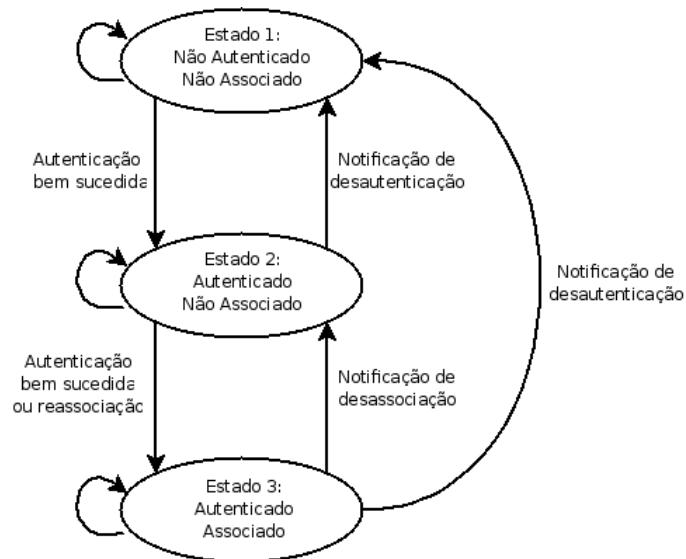 Estado 1:
Não Autenticado
Não Associado
Autenticação
bem sucedida
Notificação de
desautenticação
Estado 2:
Autenticado
Não Associado
Notificação de
desautenticação
Autenticação
bem sucedida
ou reassociação
Notificação de
desassociação
Estado 3:
Autenticado
Associado